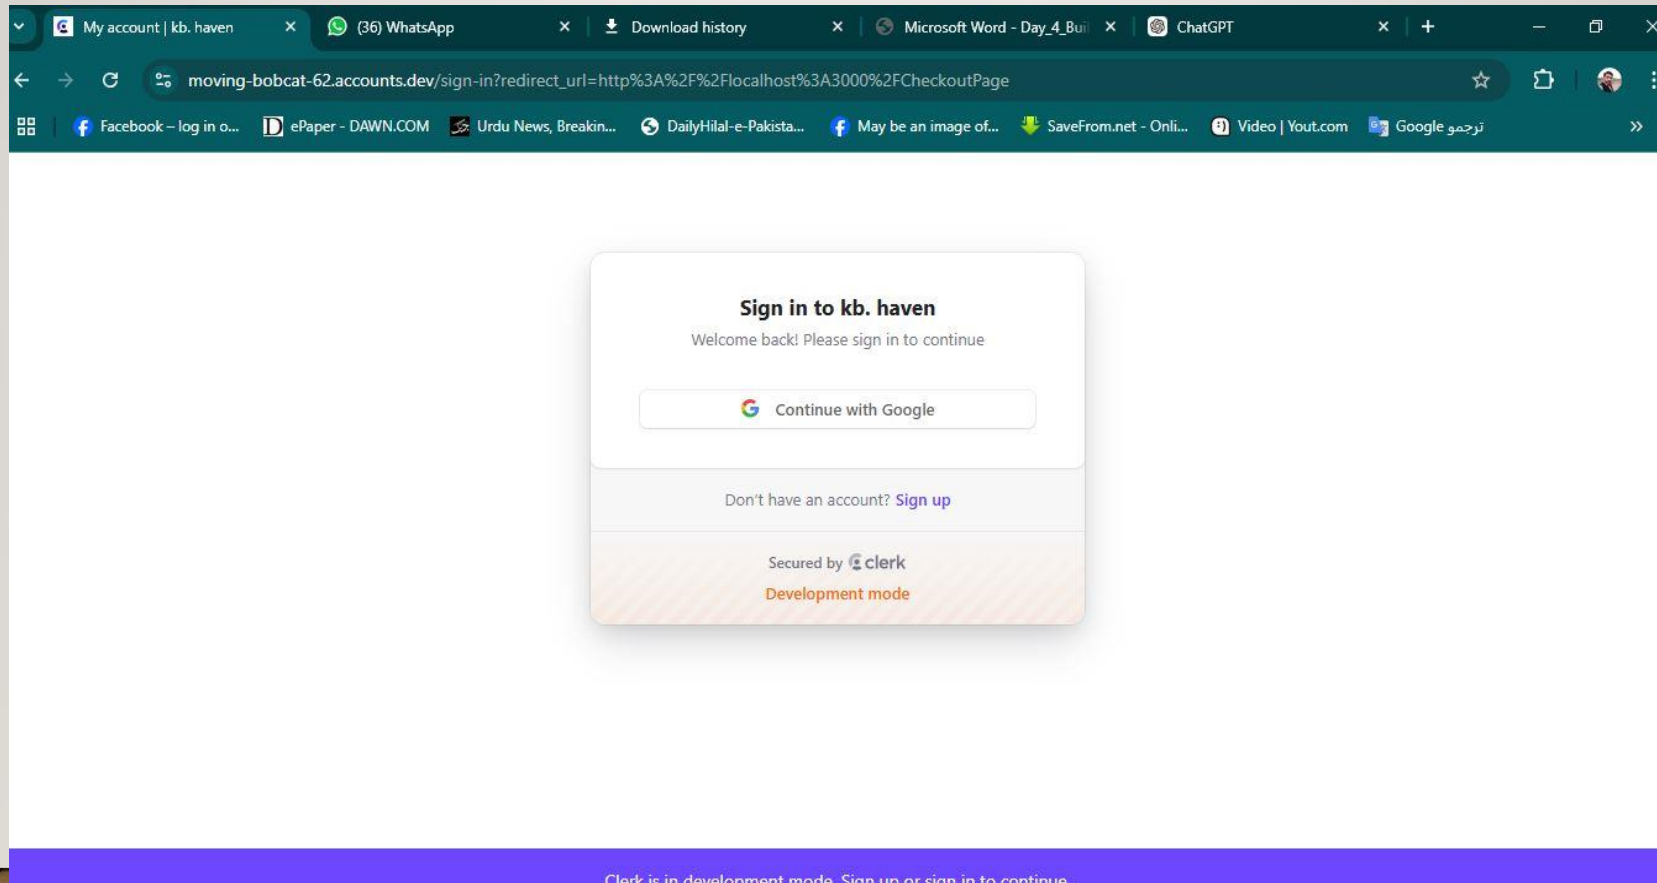 My account | kb. haven
(36) WhatsApp
Download history
Microsoft Word - Day_4_Bui
ChatGPT
moving-bobcat-62.accounts.dev/sign-in?redirect_url=http%3A%2F%2Flocalhost%3A3000%2FCheckoutPage
Facebook – log in o...
ePaper - DAWN.COM
Urdu News, Breakin...
DailyHilal-e-Pakista...
May be an image of...
SaveFrom.net - Onli...
Video | Yout.com
Google ترجمو
Sign in to kb. haven
Welcome back! Please sign in to continue
Continue with Google
Don't have an account? Sign up
Secured by clerk
Development mode
Clerk is in development mode. Sign up or sign in to continue